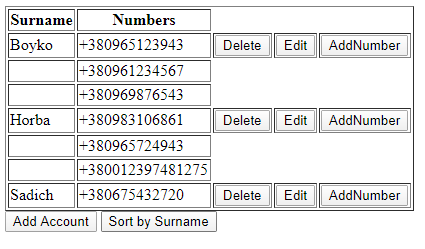 Surname Numbers
Boyko +380965123943 Delete Edit AddNumber
+380961234567
+380969876543
Horba +380983106861 Delete Edit AddNumber
+380965724943
+380012397481275
Sadich +380675432720 Delete Edit AddNumber
Add Account Sort by Surname